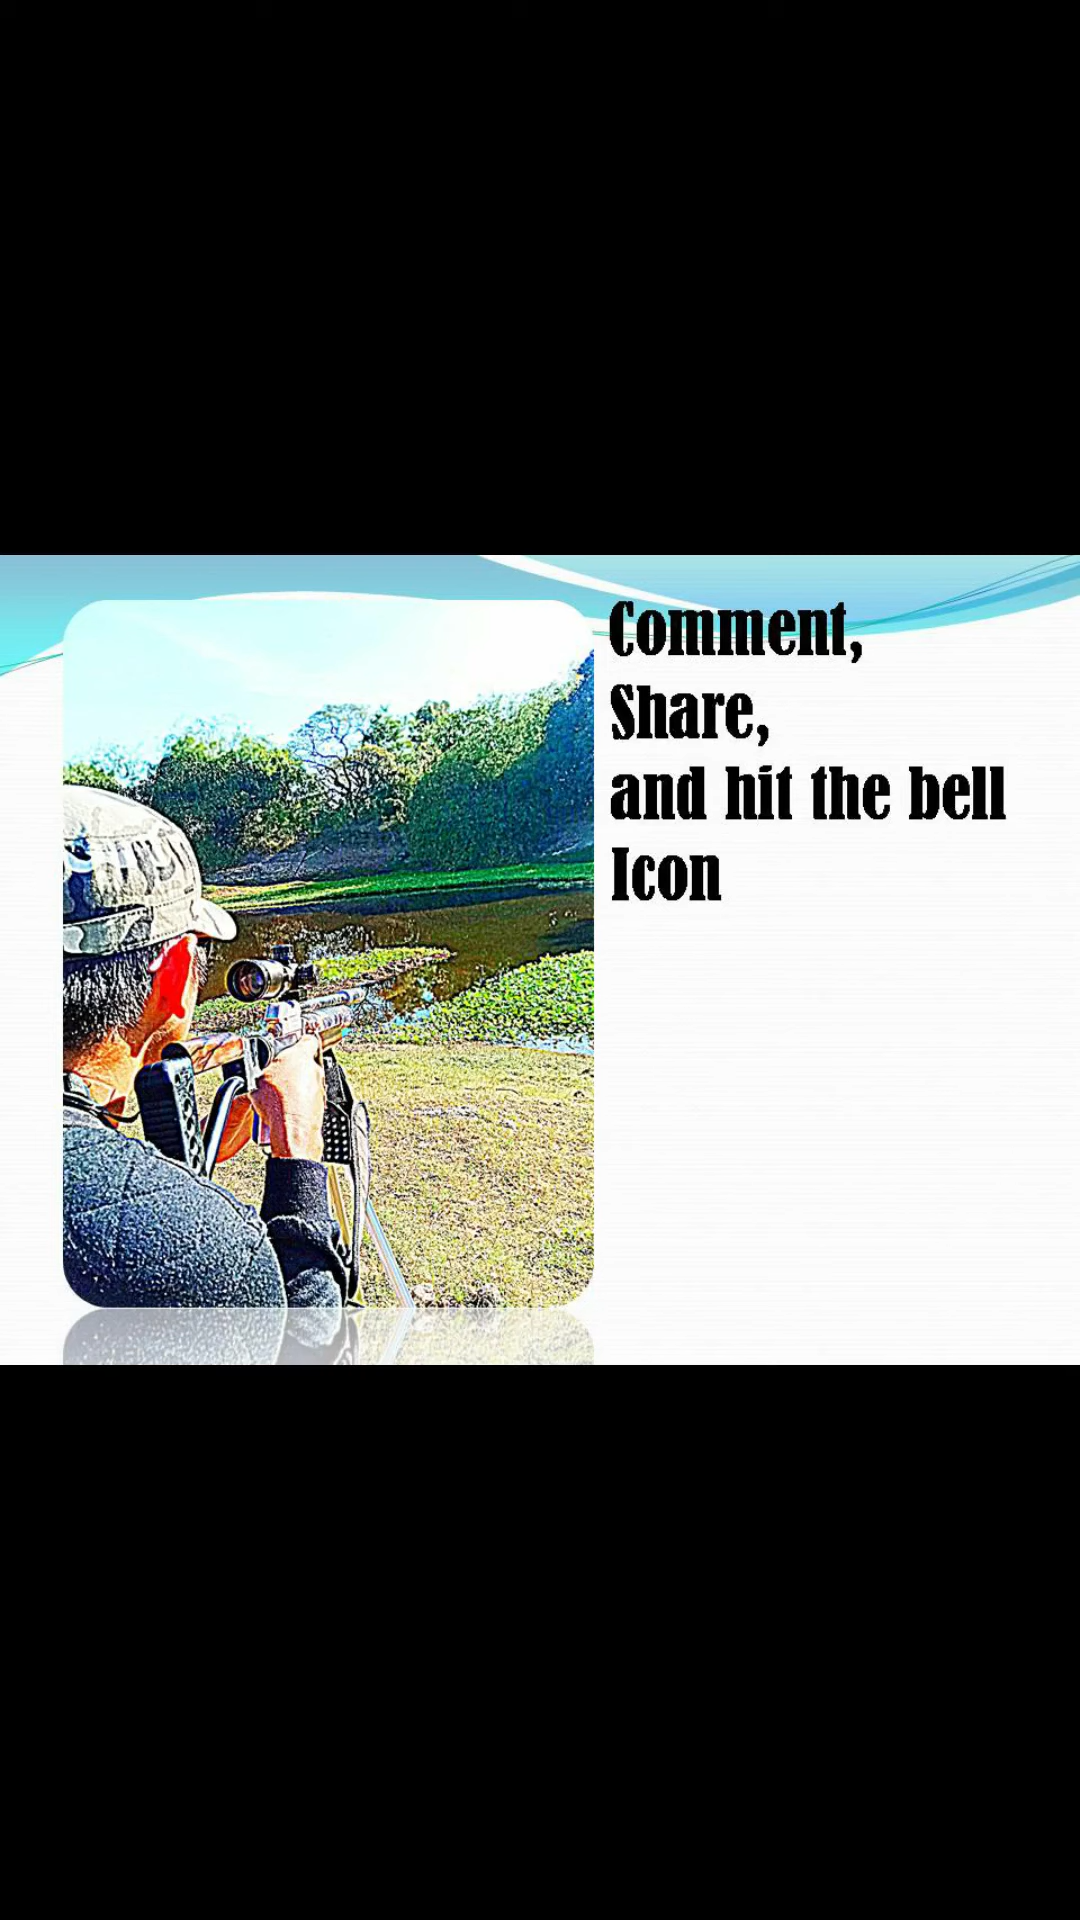 Comment,
Share,
and hit the bell
Icon